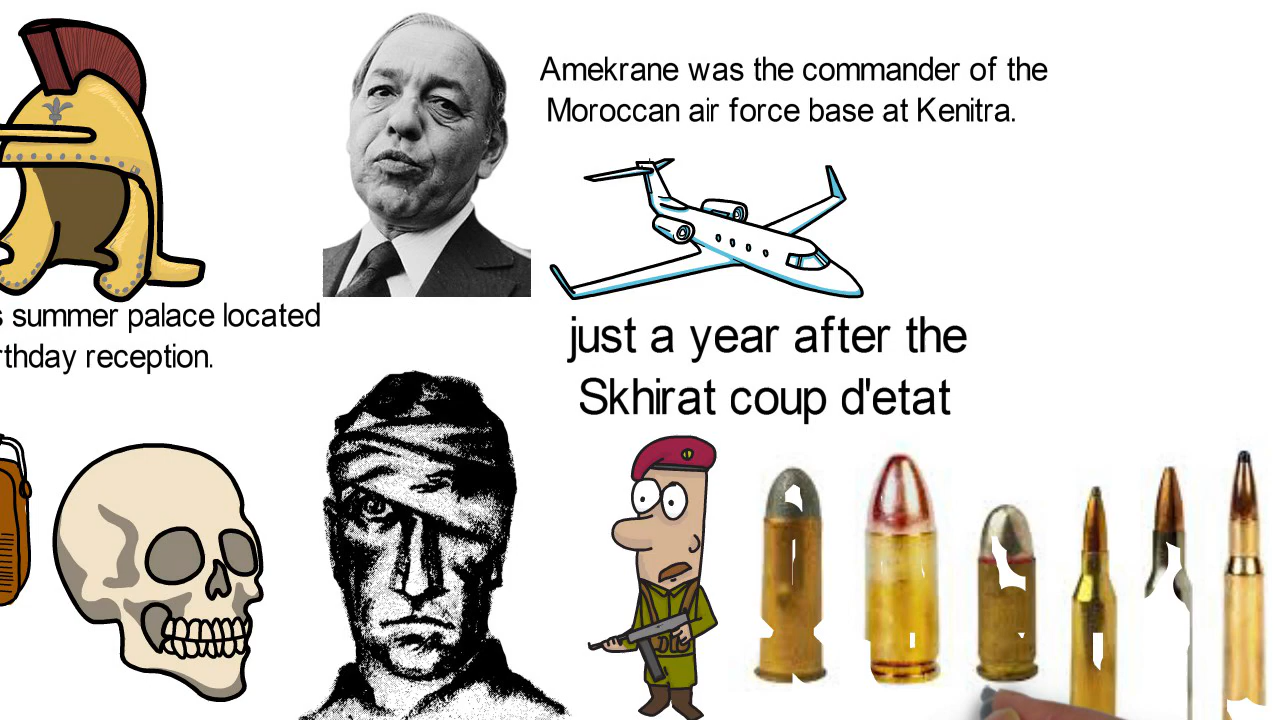 Amekrane was the commander of the
Moroccan air force base at Kenitra.
summer palace located
reception.
just a year after the
Skhirat coup d'etat